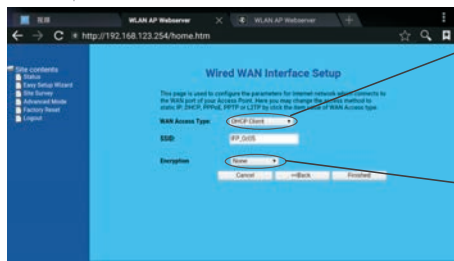 WLAN AP Webserver
WLAN AP Webserver
http://192.168.123.254/home.htm
Site contents
Status
Easy Setup Wizard
Site Survey
Advanced Mode
Factory Reset
Logout
Wired WAN Interface Setup
This page is used to configure the parameters for Internet network which connects to
the WAN port of your Access Point. Here you may change the access method to
static IP, DHCP, PPPoE, PPTP or L2TP by click the item value of WAN Access type.
WAN Access Type: DHCP Client
SSID:
Encryption: None
Cancel <<Back Finished